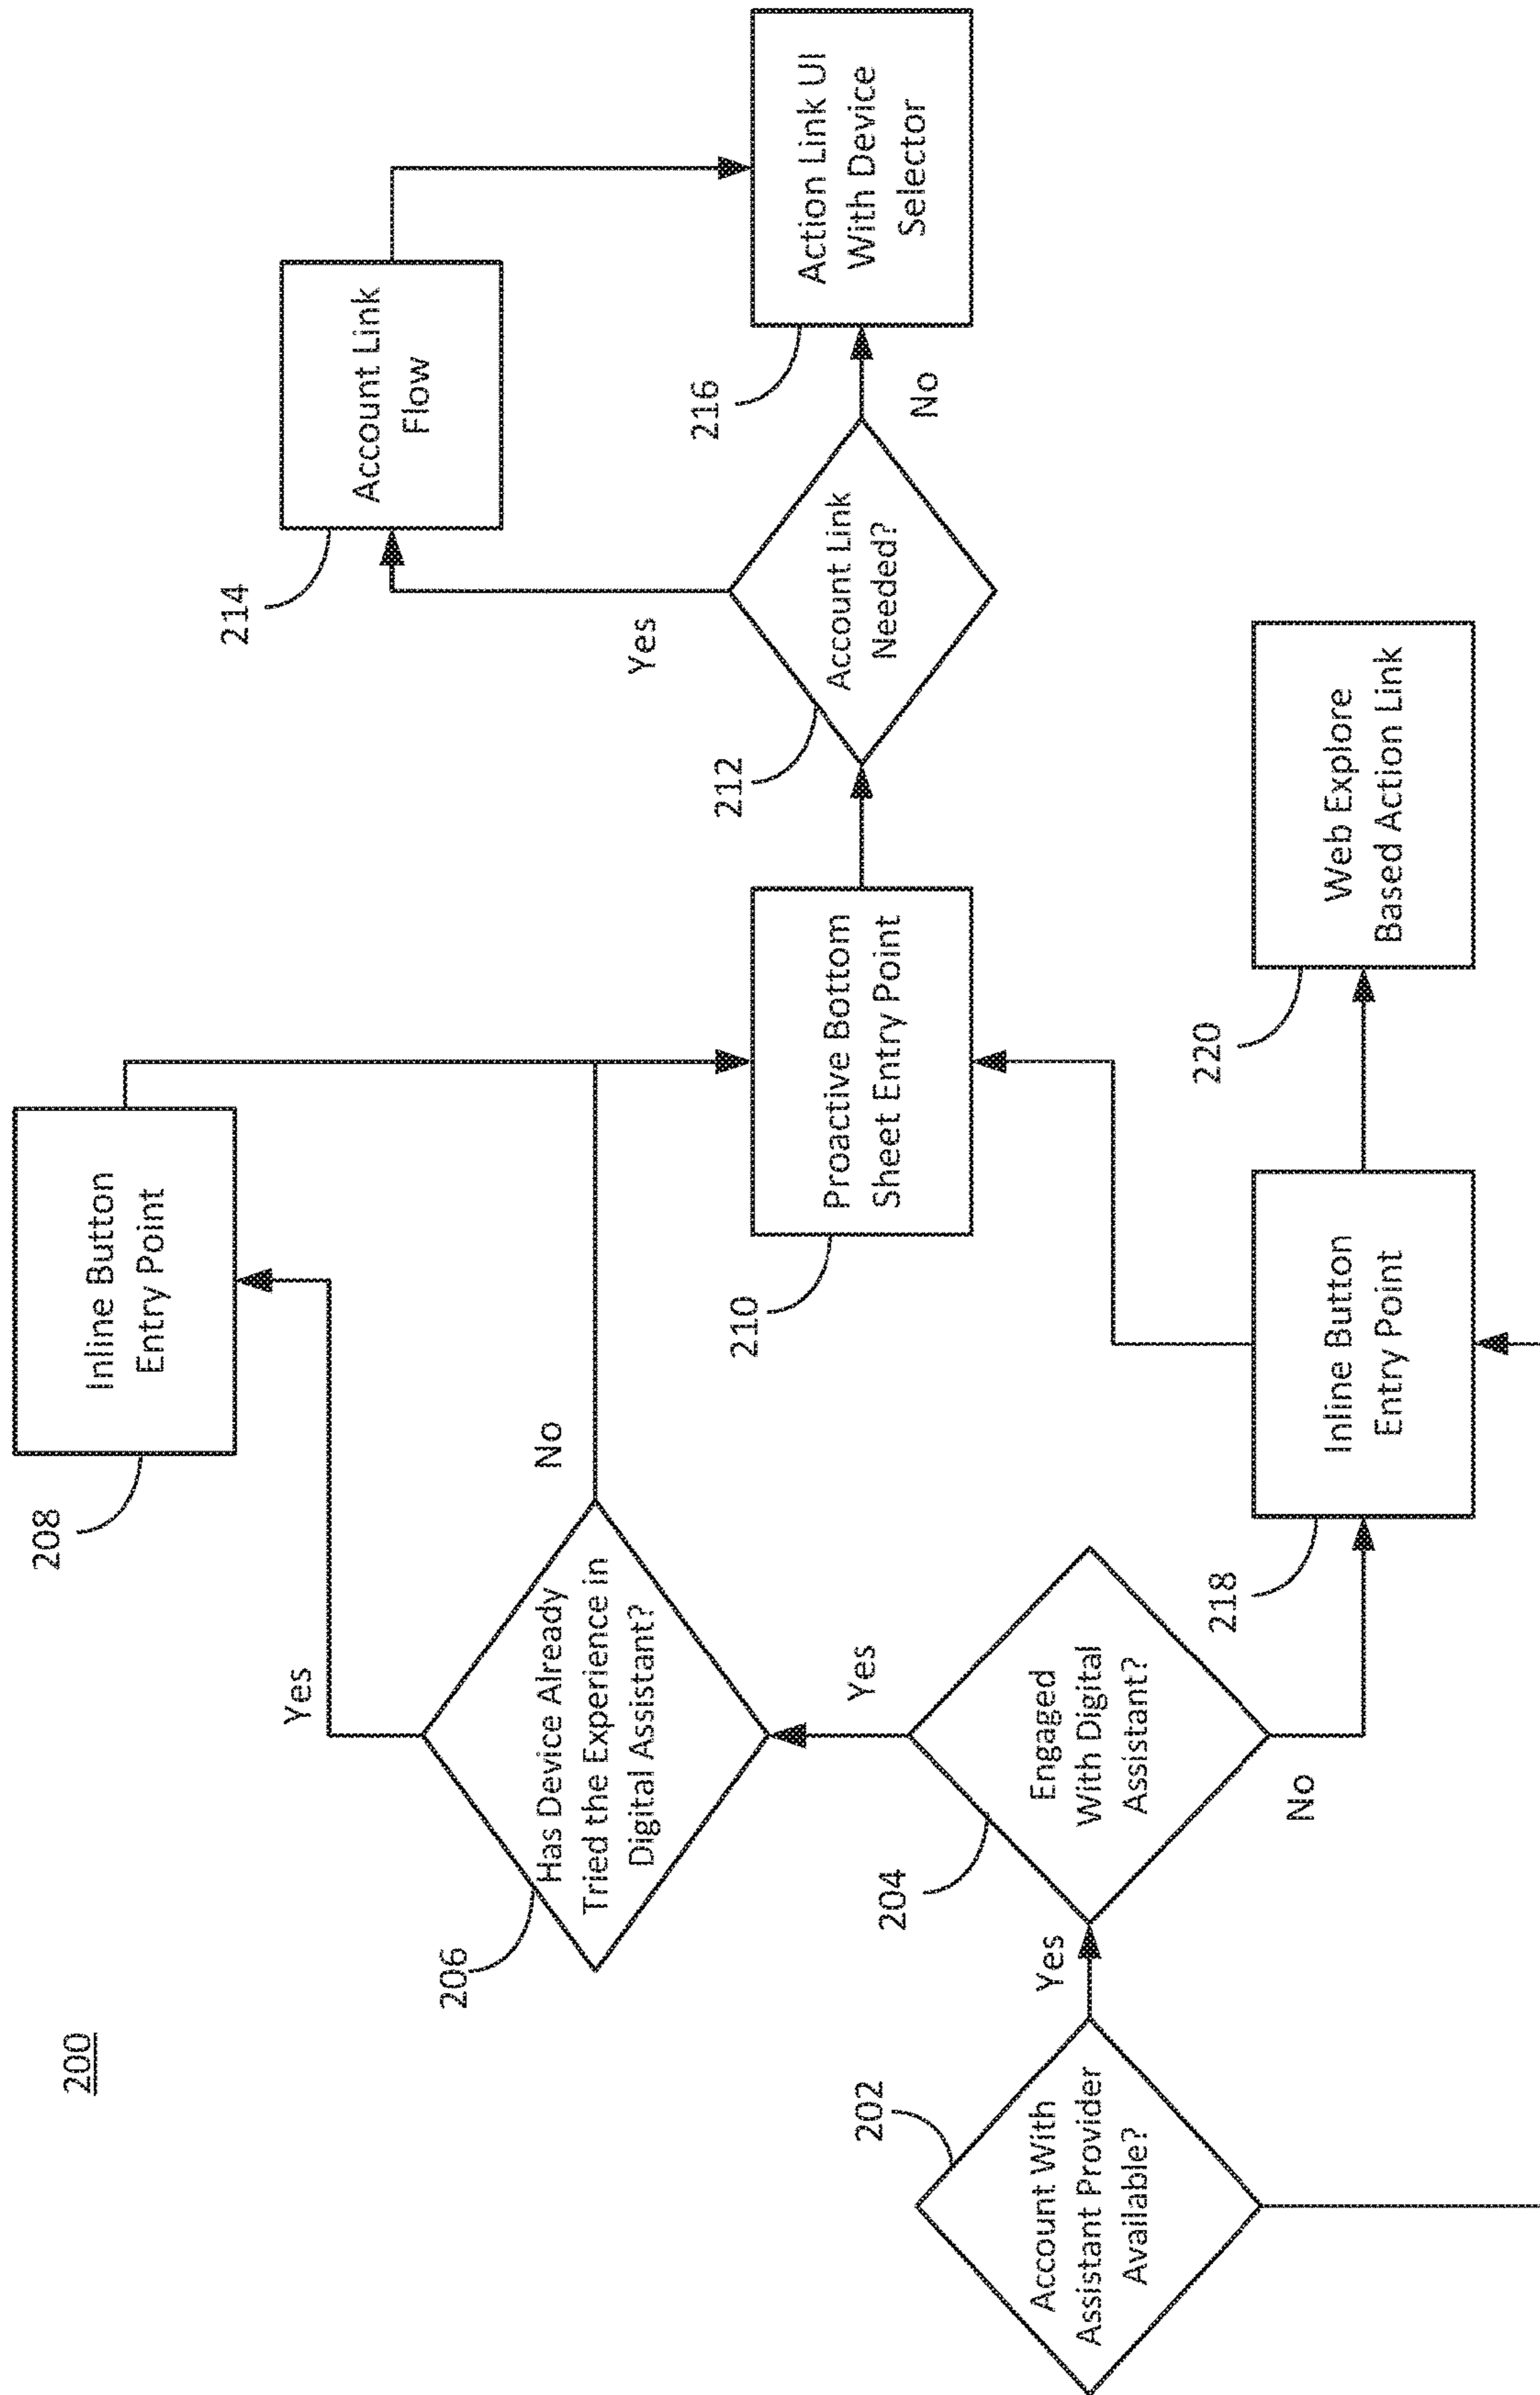 200
202
Account With
Assistant Provider
Available?
Yes
204
Engaged
With Digital
Assistant?
Yes
No
206
Has Device Already
Tried the Experience in
Digital Assistant?
Yes
No
208
Inline Button
Entry Point
210
Proactive Bottom
Sheet Entry Point
212
Account Link
Needed?
Yes
No
214
Account Link
Flow
216
Action Link UI
With Device
Selector
218
Inline Button
Entry Point
220
Web Explore
Based Action Link